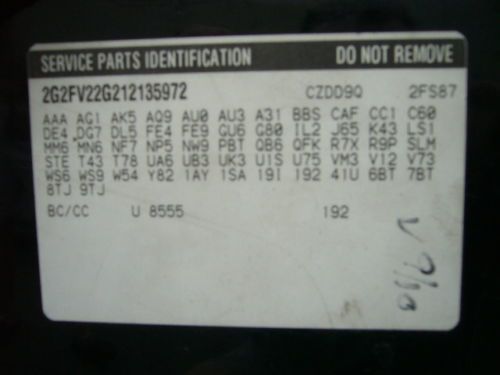 SERVICE PARTS IDENTIFICATION DO NOT REMOVE
2G2FV22G212135972 CZDD9Q 2FS87
AAA AG1 AK5 AQ9 AU0 AU3 A31 BBS CAF CC1 C60
DE4 DG7 DL5 FE4 FE9 GU6 G80 IL2 J65 K43 LS1
MM6 MN6 NF7 NP5 NW9 PBT QB6 QFK R7X R9P SLM
STE T43 T78 UA6 UB3 UK3 U1S U75 VM3 V12 V73
WS6 WS9 W54 Y82 1AY 1SA 19I 192 41U 6BT 7BT
8TJ 9TJ
BC/CC U 8555 192